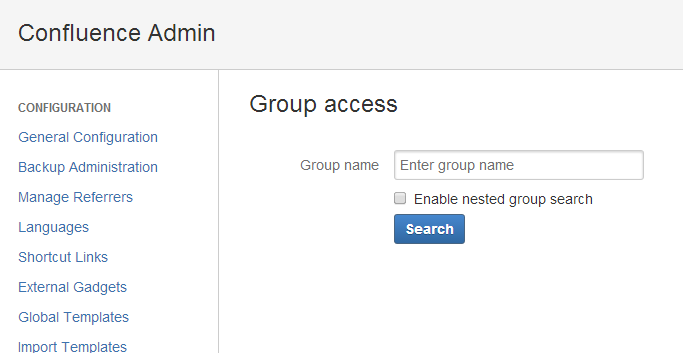 Confluence Admin
CONFIGURATION
General Configuration
Backup Administration
Manage Referrers
Languages
Shortcut Links
External Gadgets
Global Templates
Import Templates
Group access
Group name
Enter group name
Enable nested group search
Search